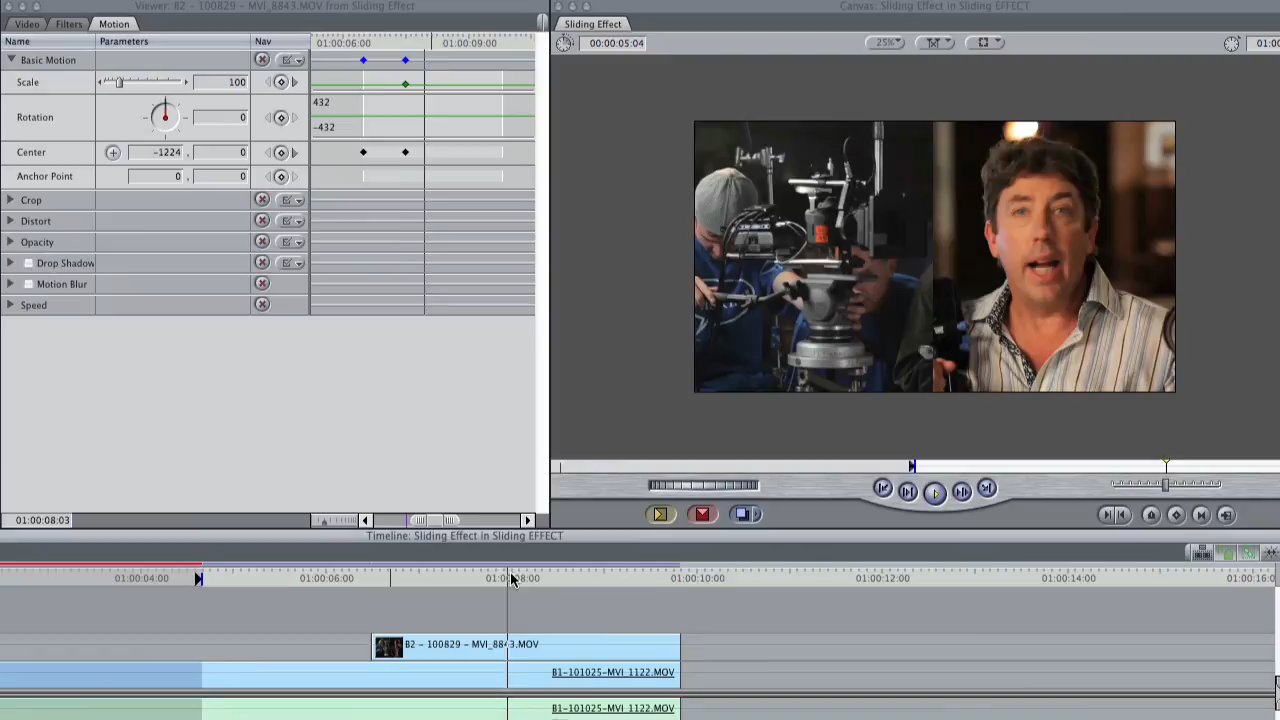 Viewer: B2 - 100829 - MVI_8843.MOV from Sliding Effect
Canvas: Sliding Effect in Sliding EFFECT
Video Filters Motion
Sliding Effect
Name Parameters Nav 01:00:06:00 01:00:09:00
00:00:05:04 25% 01:00
Basic Motion
Scale 100
Rotation 0 432 -432
Center -1224 , 0
Anchor Point 0 , 0
Crop
Distort
Opacity
Drop Shadow
Motion Blur
Speed
01:00:08:03
Timeline: Sliding Effect in Sliding EFFECT
01:00:04:00 01:00:06:00 01:00:08:00 01:00:10:00 01:00:12:00 01:00:14:00 01:00:16:0
B2 - 100829 - MVI_8843.MOV
B1-101025-MVI_1122.MOV
B1-101025-MVI_1122.MOV